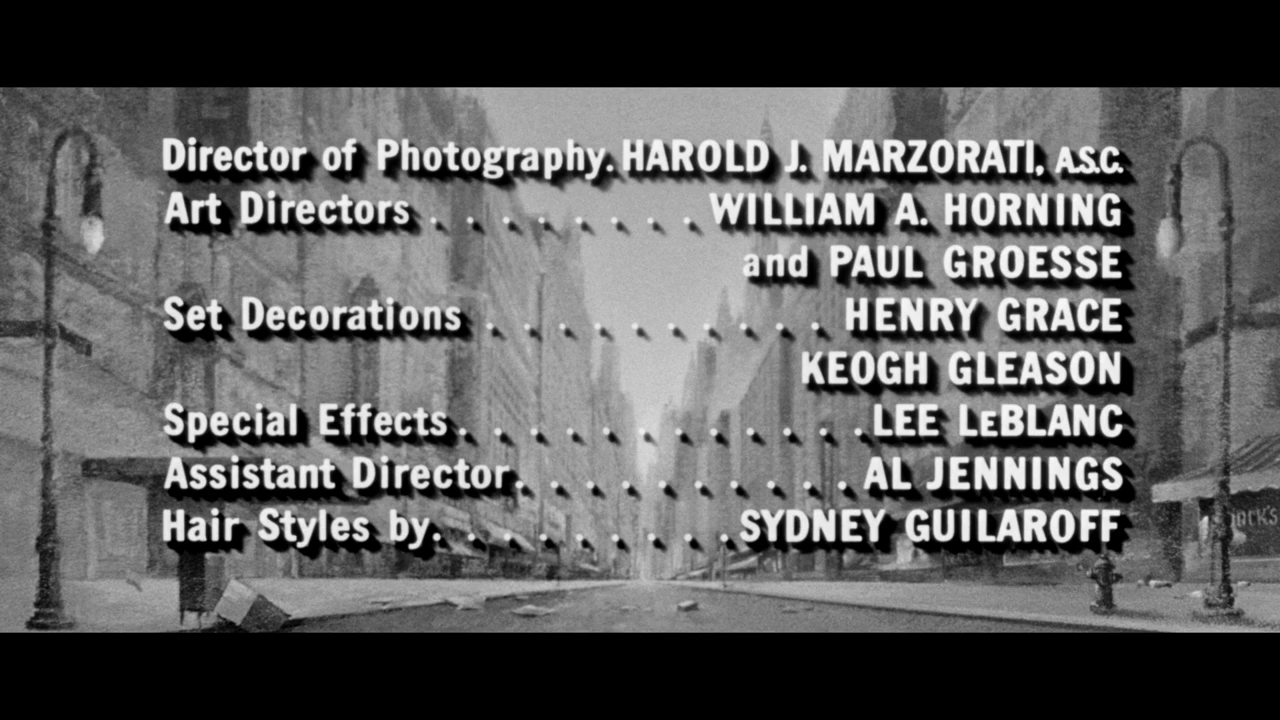 Director of Photography. HAROLD J. MARZORATI, A.S.C.
Art Directors . . . . . . . . WILLIAM A. HORNING
and PAUL GROESSE
Set Decorations . . . . . . . . . . HENRY GRACE
KEOGH GLEASON
Special Effects . . . . . . . . . . . . LEE LeBLANC
Assistant Director . . . . . . . . . . AL JENNINGS
Hair Styles by. . . . . . . . . SYDNEY GUILAROFF